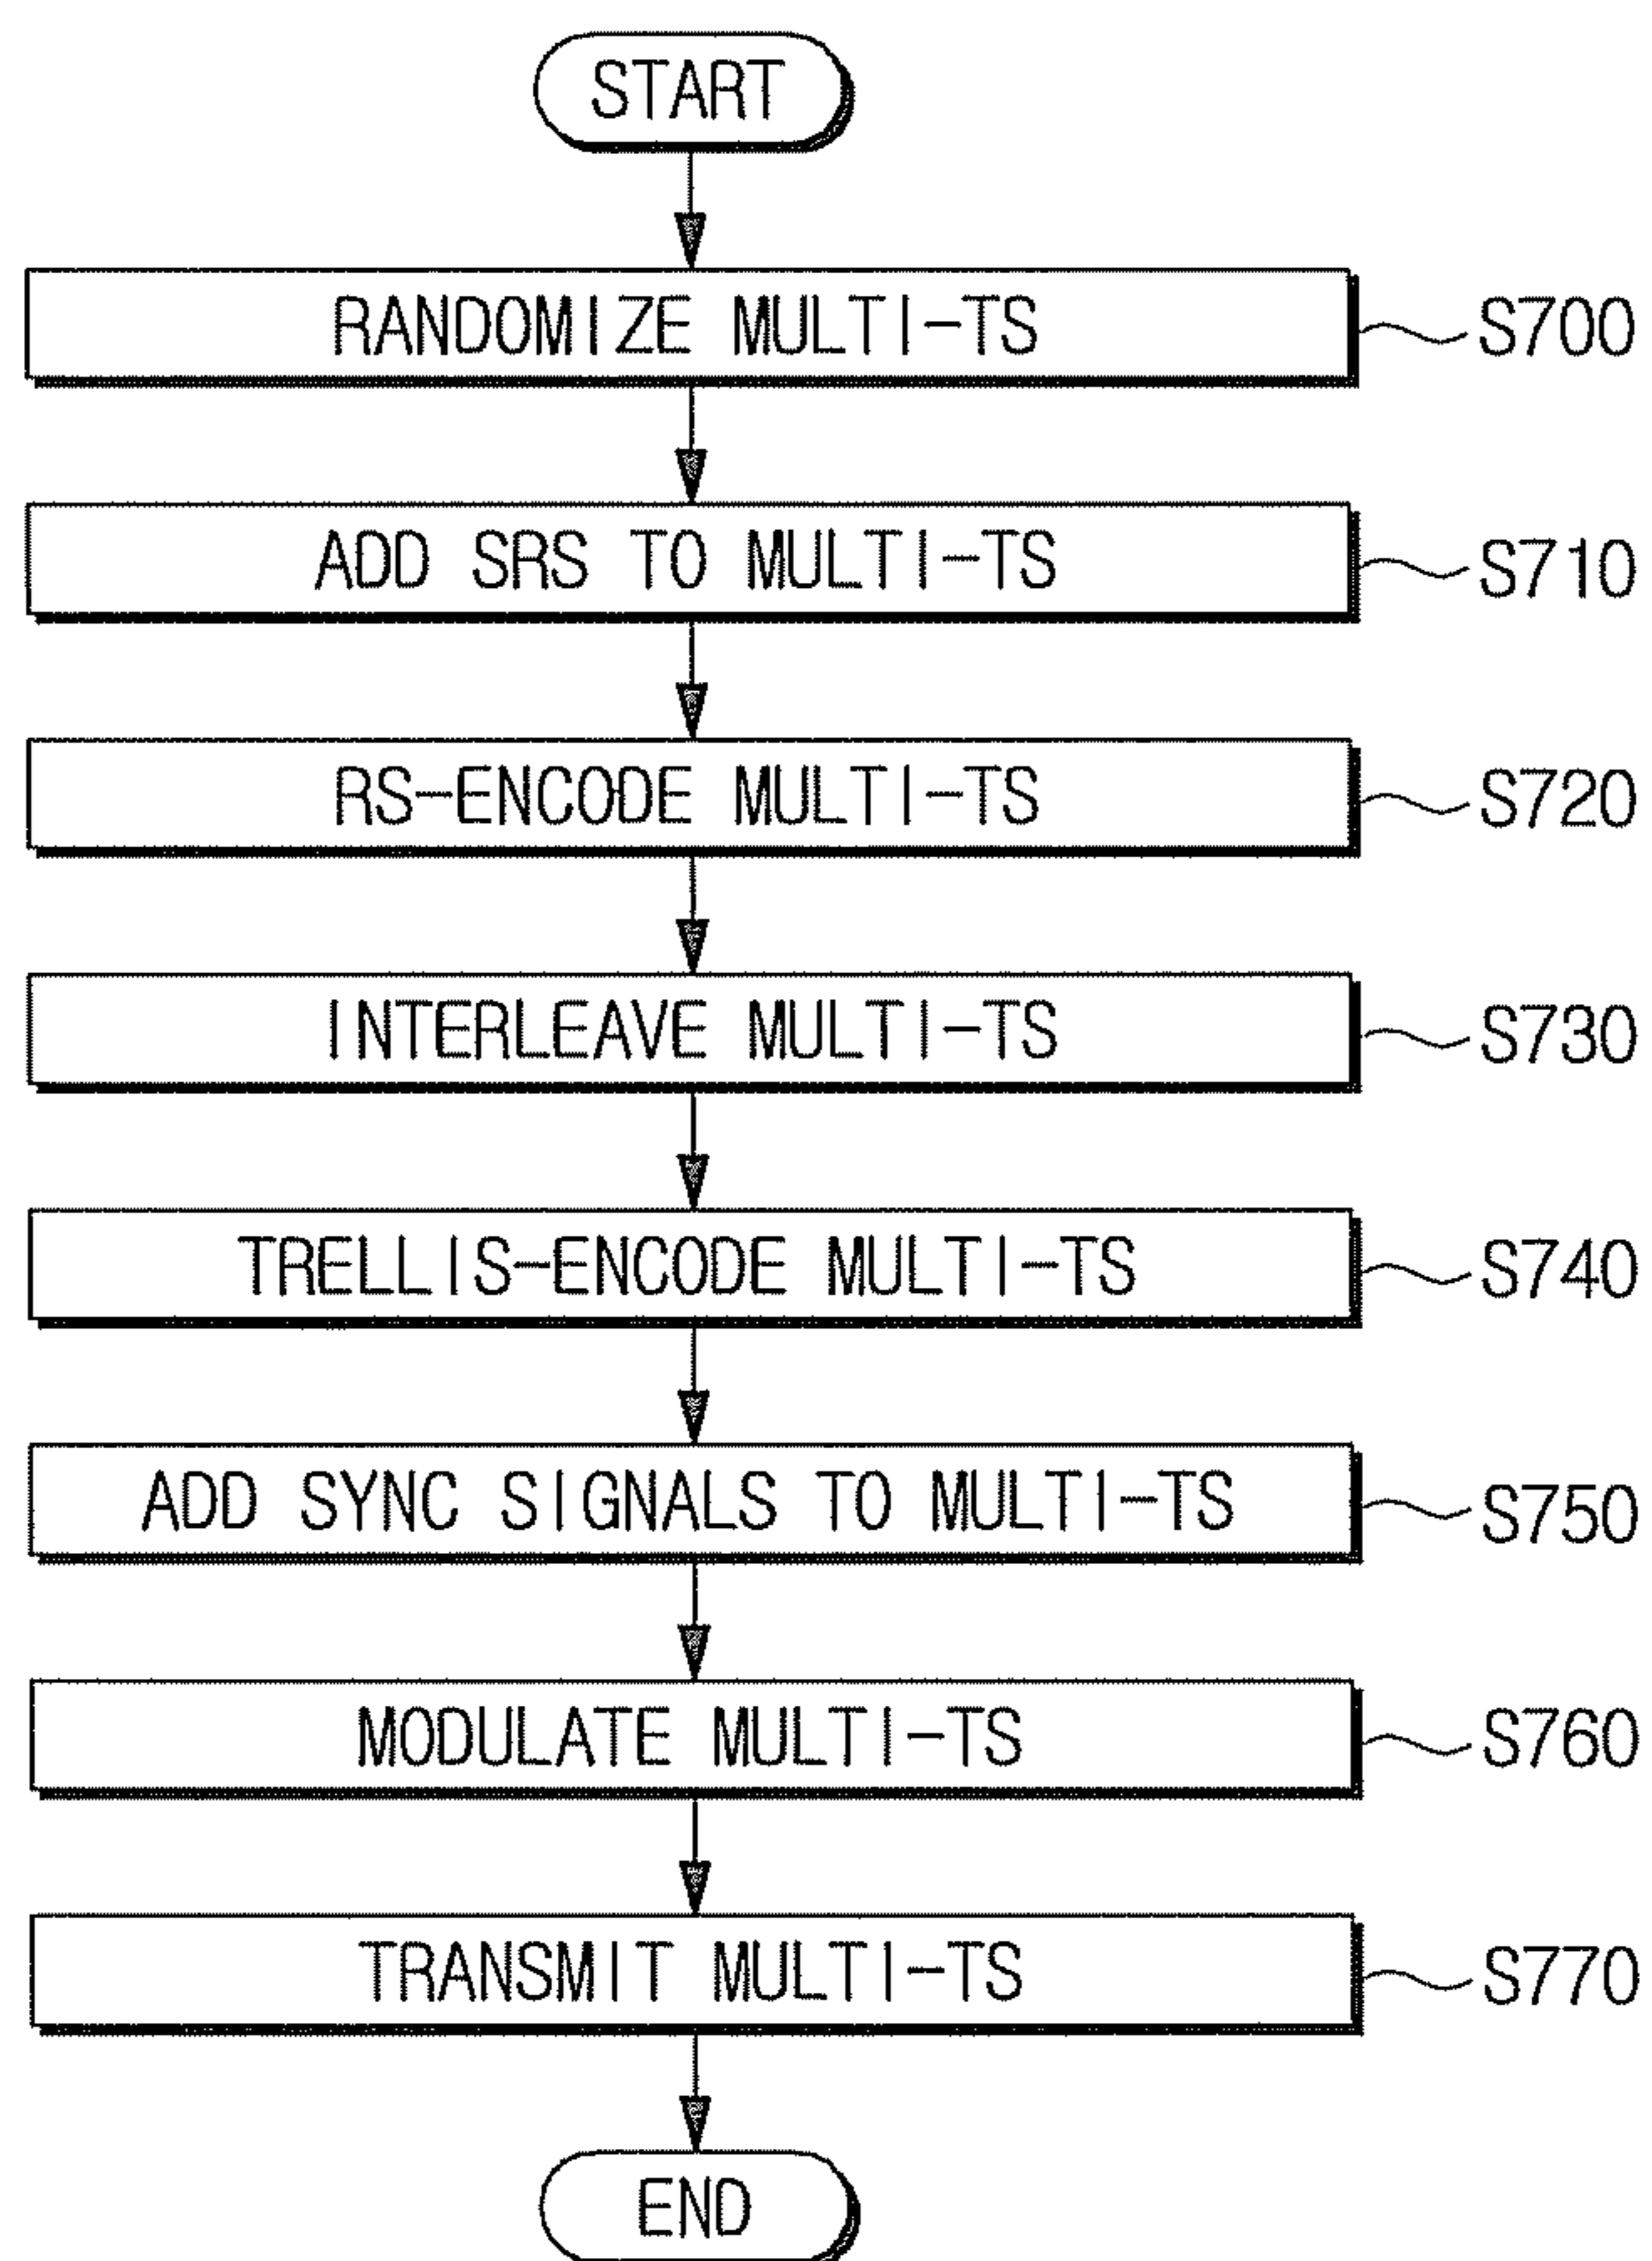 START
RANDOMIZE MULTI-TS
S700
ADD SRS TO MULTI-TS
S710
RS-ENCODE MULTI-TS
S720
INTERLEAVE MULTI-TS
S730
TRELLIS-ENCODE MULTI-TS
S740
ADD SYNC SIGNALS TO MULTI-TS
S750
MODULATE MULTI-TS
S760
TRANSMIT MULTI-TS
S770
END